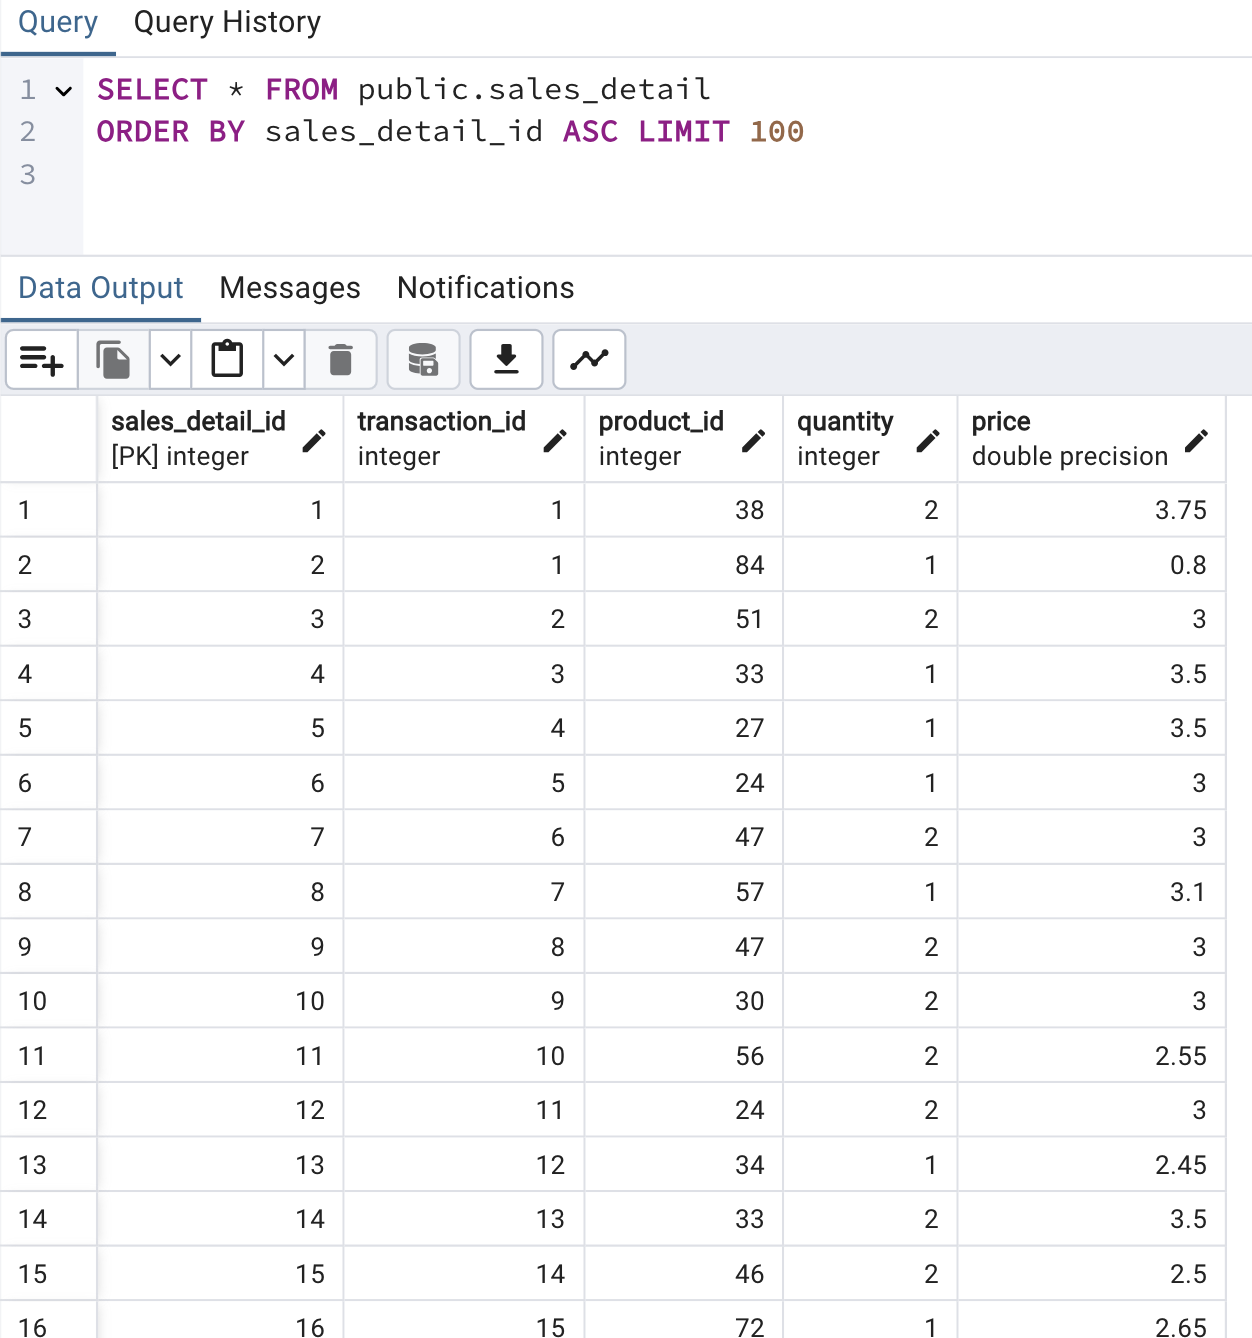 Query Query History
1 SELECT * FROM public.sales_detail
2 ORDER BY sales_detail_id ASC LIMIT 100
3
Data Output Messages Notifications
sales_detail_id transaction_id product_id quantity price
[PK] integer integer integer integer double precision
1 1 1 38 2 3.75
2 2 1 84 1 0.8
3 3 2 51 2 3
4 4 3 33 1 3.5
5 5 4 27 1 3.5
6 6 5 24 1 3
7 7 6 47 2 3
8 8 7 57 1 3.1
9 9 8 47 2 3
10 10 9 30 2 3
11 11 10 56 2 2.55
12 12 11 24 2 3
13 13 12 34 1 2.45
14 14 13 33 2 3.5
15 15 14 46 2 2.5
16 16 15 72 1 2.65